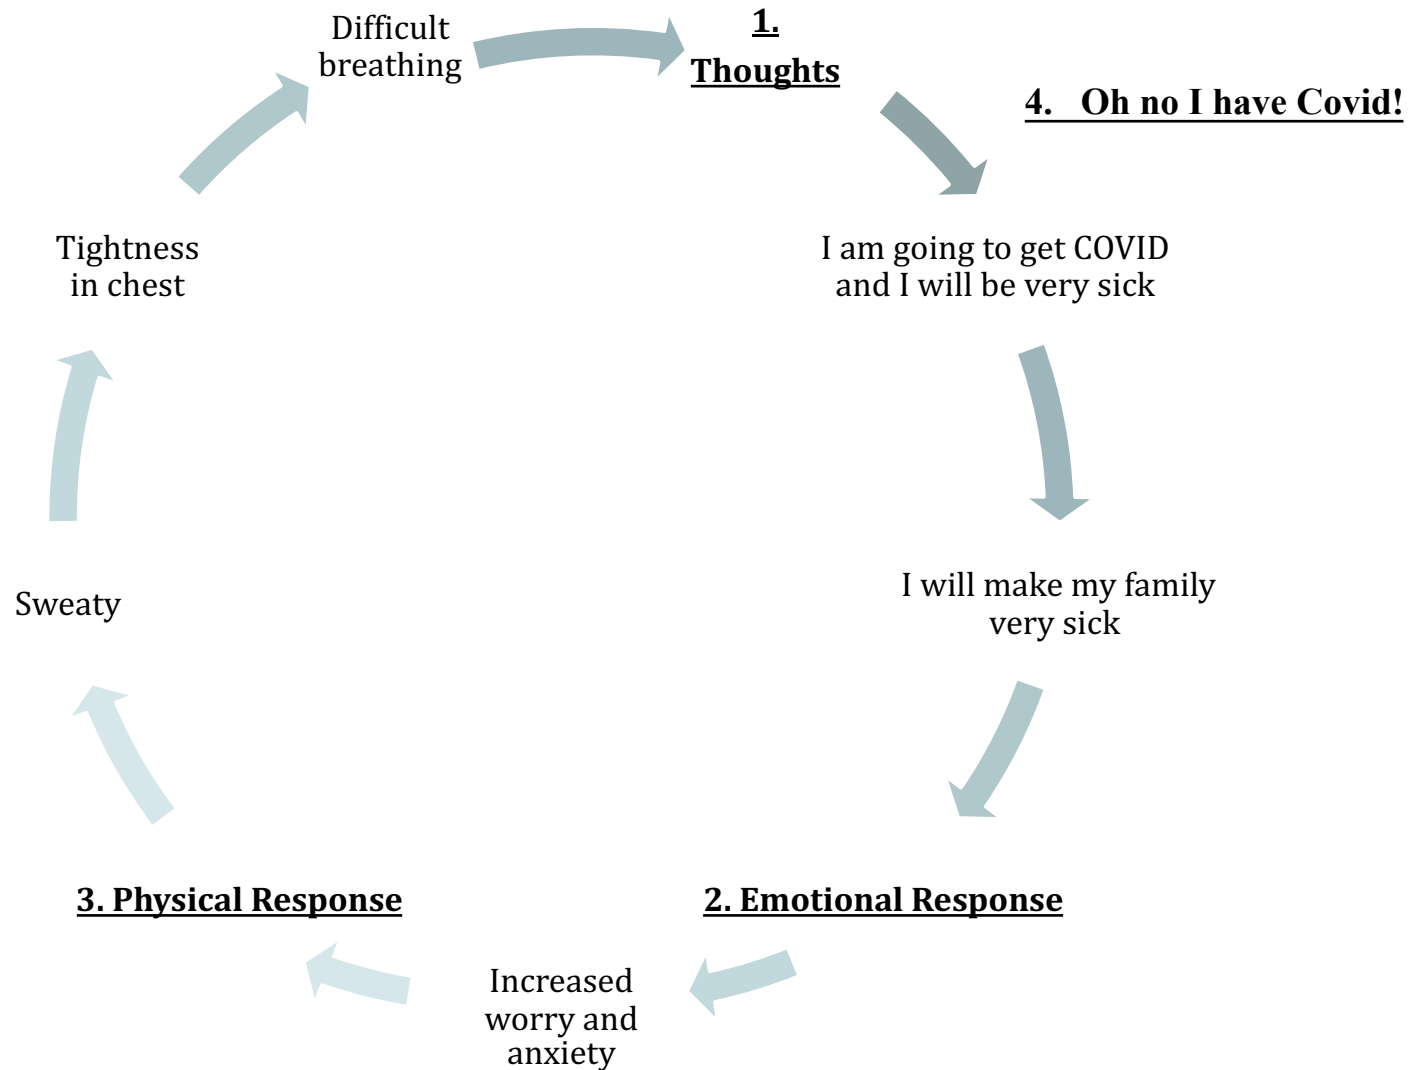 1.
Thoughts
4. Oh no I have Covid!
I am going to get COVID
and I will be very sick
I will make my family
very sick
2. Emotional Response
Increased
worry and
anxiety
3. Physical Response
Sweaty
Tightness
in chest
Difficult
breathing